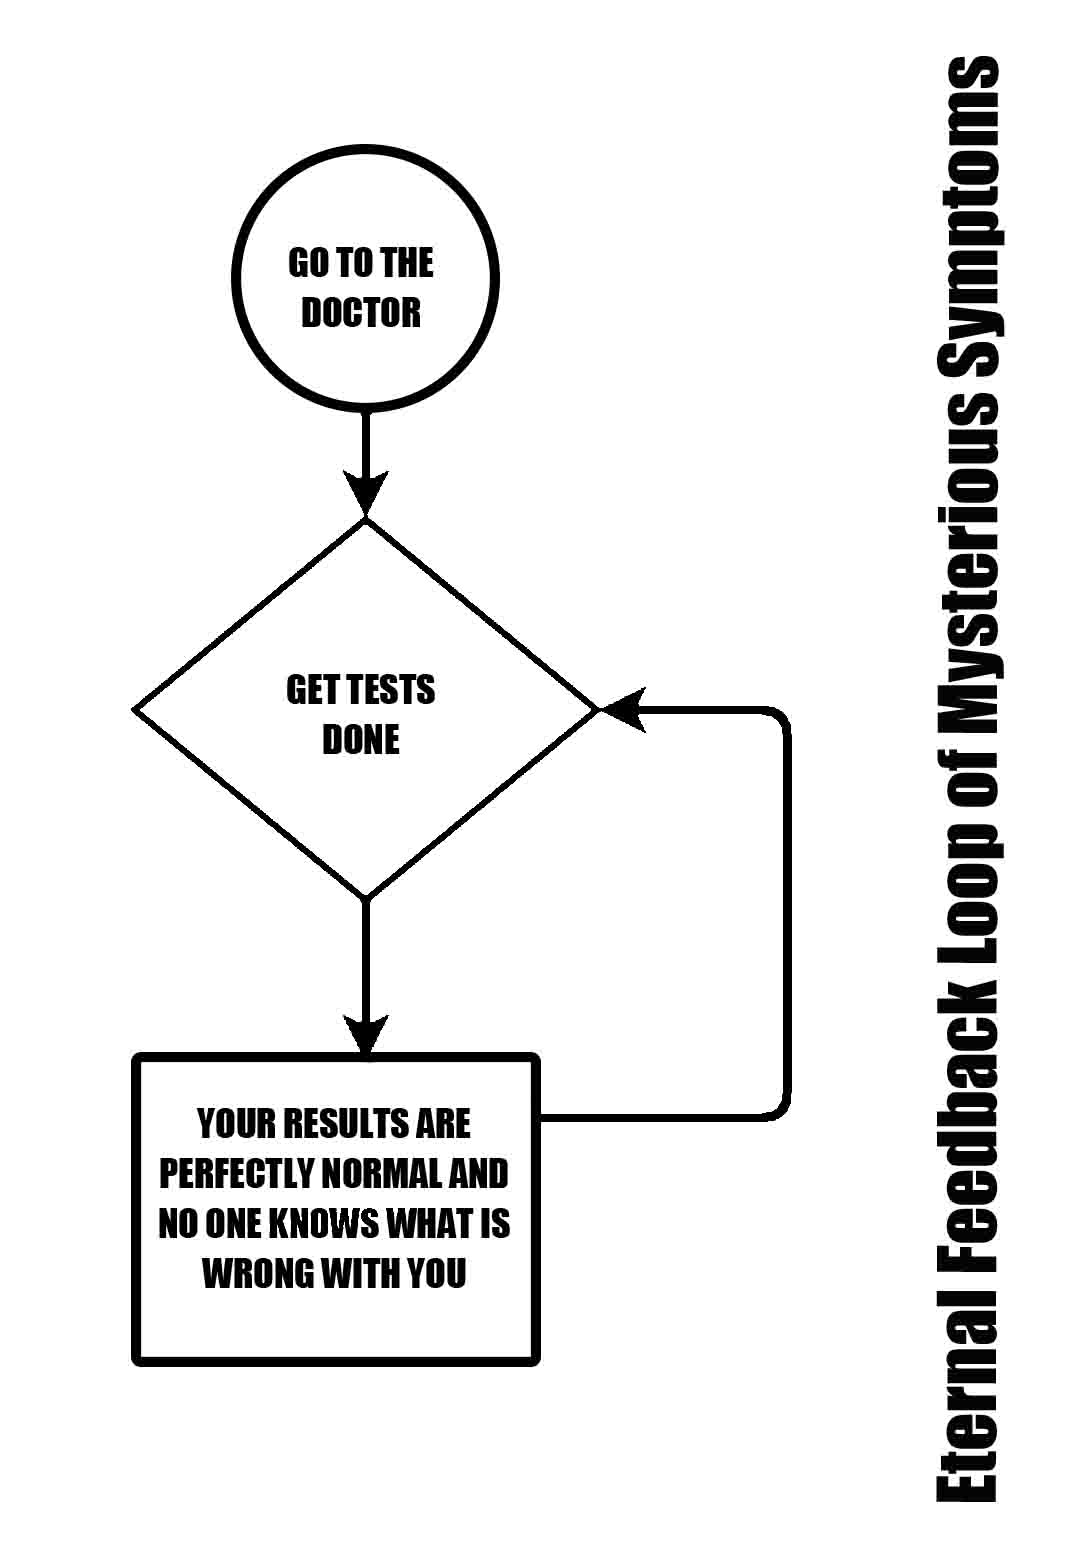 GO TO THE
DOCTOR
GET TESTS
DONE
YOUR RESULTS ARE
PERFECTLY NORMAL AND
NO ONE KNOWS WHAT IS
WRONG WITH YOU
Eternal Feedback Loop of Mysterious Symptoms